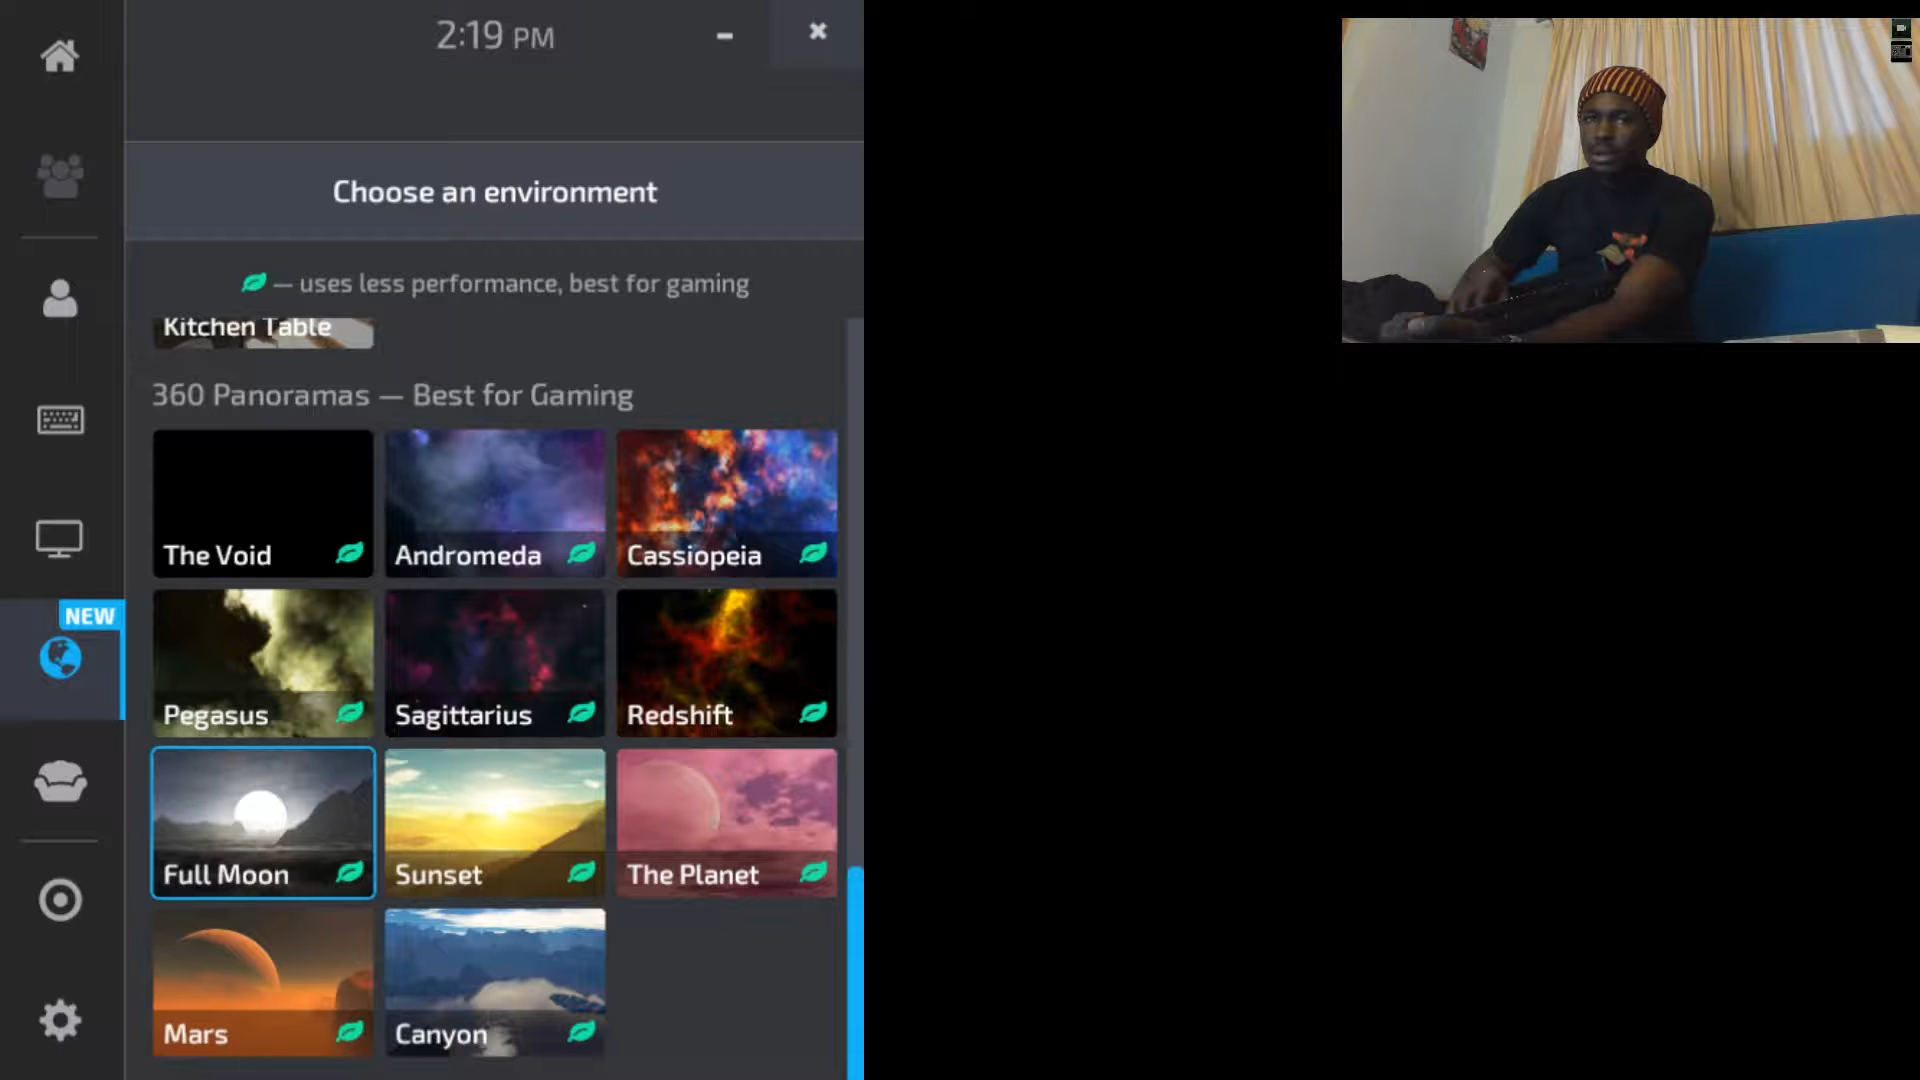 2:19 PM
Choose an environment
— uses less performance, best for gaming
Kitchen Table
360 Panoramas — Best for Gaming
The Void
Andromeda
Cassiopeia
NEW
Pegasus
Sagittarius
Redshift
Full Moon
Sunset
The Planet
Mars
Canyon